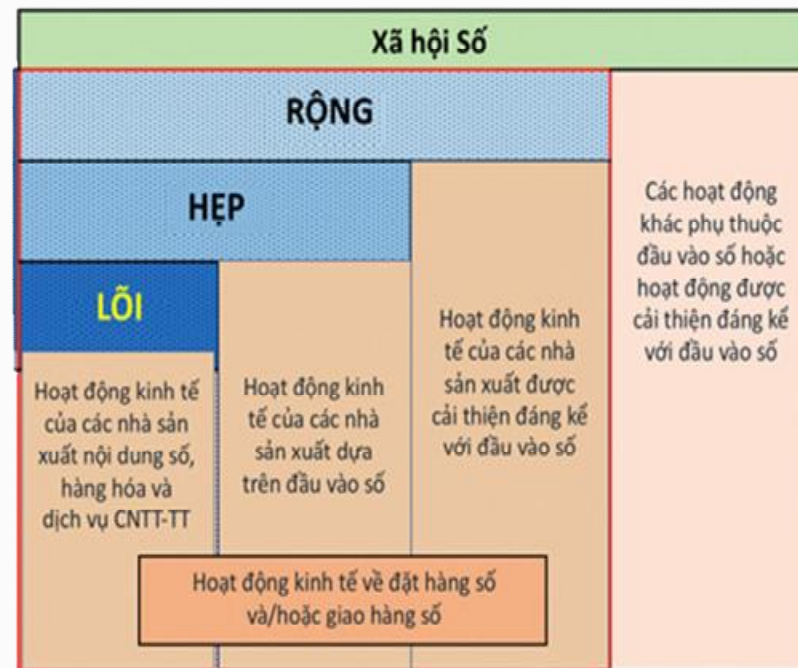 Xã hội Số
RỘNG
HẸP
LÕI
Hoạt động kinh tế
của các nhà sản
xuất nội dung số,
hàng hóa và
dịch vụ CNTT-TT
Hoạt động kinh
tế của các nhà
sản xuất dựa
trên đầu vào số
Hoạt động kinh
tế của các nhà
sản xuất được
cải thiện đáng kể
với đầu vào số
Các hoạt động
khác phụ thuộc
đầu vào số hoặc
hoạt động được
cải thiện đáng kể
với đầu vào số
Hoạt động kinh tế về đặt hàng số
và/hoặc giao hàng số